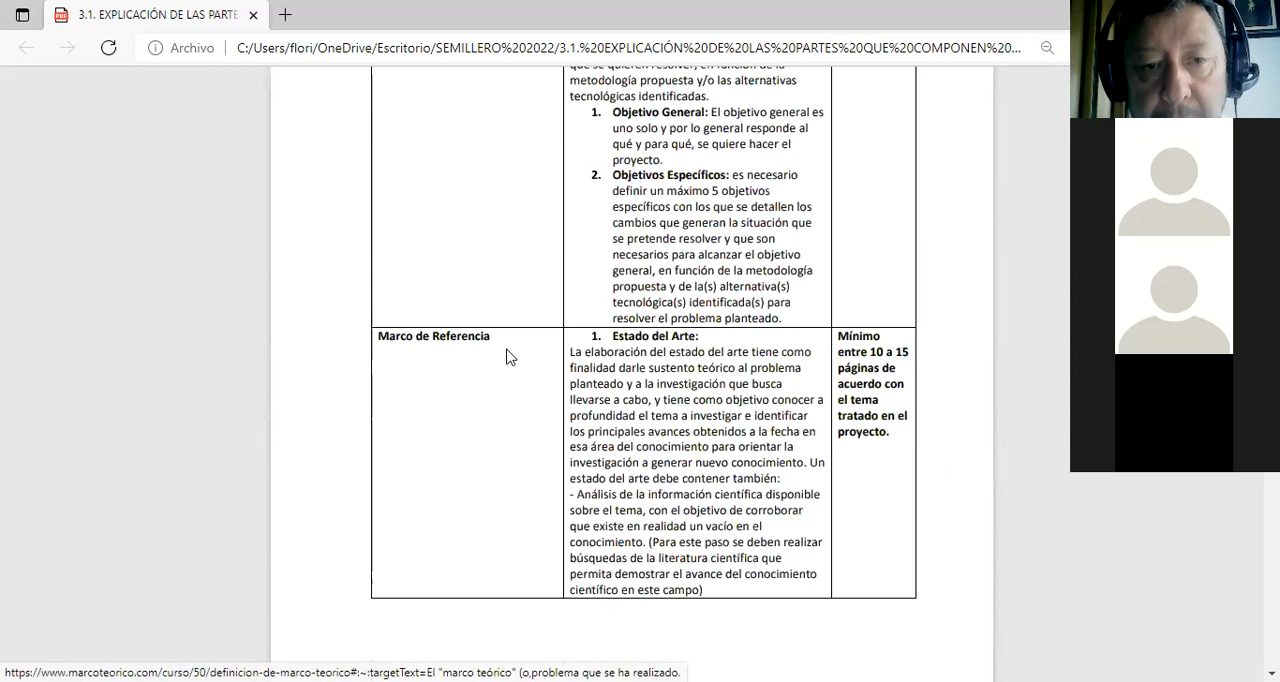 3.1. EXPLICACIÓN DE LAS PARTE
Archivo
C:/Users/flori/OneDrive/Escritorio/SEMILLERO%202022/3.1.%20EXPLICACIÓN%20DE%20LAS%20PARTES%20QUE%20COMPONEN%20...
que se quieren resolver, en función de la
metodología propuesta y/o las alternativas
tecnológicas identificadas.
1. Objetivo General: El objetivo general es
uno solo y por lo general responde al
qué y para qué, se quiere hacer el
proyecto.
2. Objetivos Específicos: es necesario
definir un máximo 5 objetivos
específicos con los que se detallen los
cambios que generan la situación que
se pretende resolver y que son
necesarios para alcanzar el objetivo
general, en función de la metodología
propuesta y de la(s) alternativa(s)
tecnológica(s) identificada(s) para
resolver el problema planteado.
Marco de Referencia
1. Estado del Arte:
La elaboración del estado del arte tiene como
finalidad darle sustento teórico al problema
planteado y a la investigación que busca
llevarse a cabo, y tiene como objetivo conocer a
profundidad el tema a investigar e identificar
los principales avances obtenidos a la fecha en
esa área del conocimiento para orientar la
investigación a generar nuevo conocimiento. Un
estado del arte debe contener también:
- Análisis de la información científica disponible
sobre el tema, con el objetivo de corroborar
que existe en realidad un vacío en el
conocimiento. (Para este paso se deben realizar
búsquedas de la literatura científica que
permita demostrar el avance del conocimiento
científico en este campo)
Mínimo
entre 10 a 15
páginas de
acuerdo con
el tema
tratado en el
proyecto.
https://www.marcoteorico.com/curso/50/definicion-de-marco-teorico#:~:targetText=El "marco teórico" (o,problema que se ha realizado.